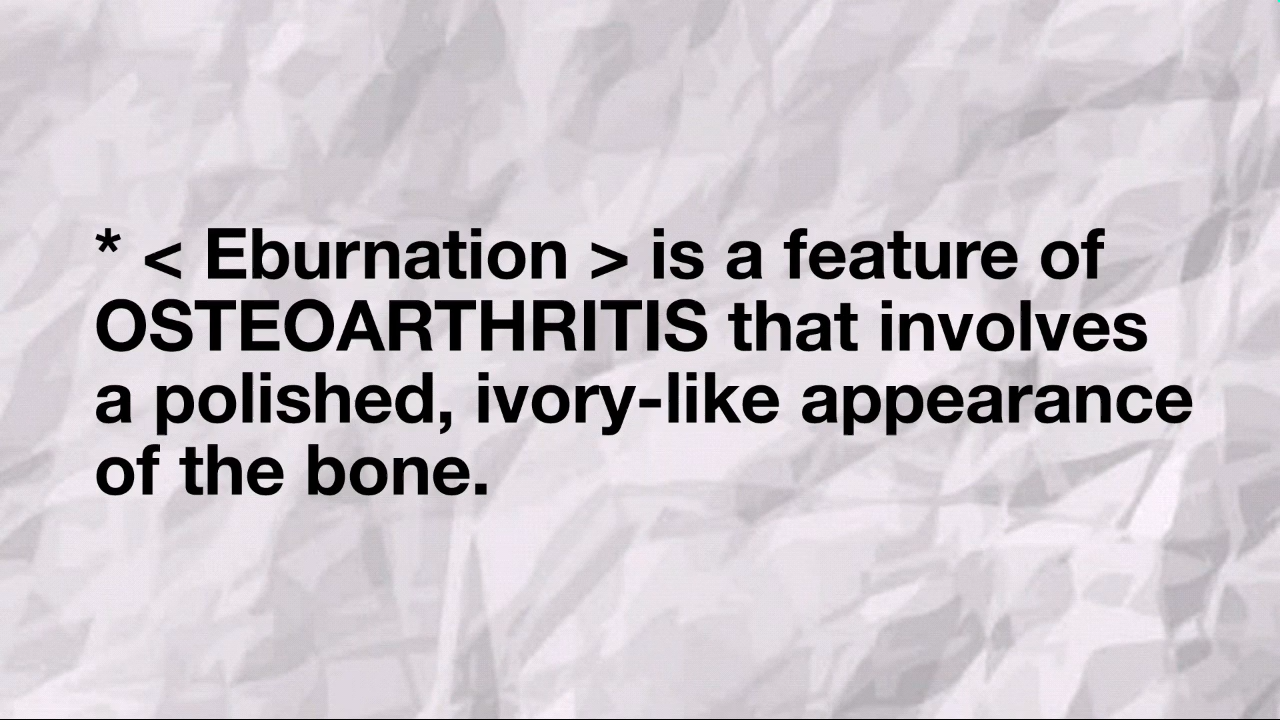 * < Eburnation > is a feature of
OSTEOARTHRITIS that involves
a polished, ivory-like appearance
of the bone.